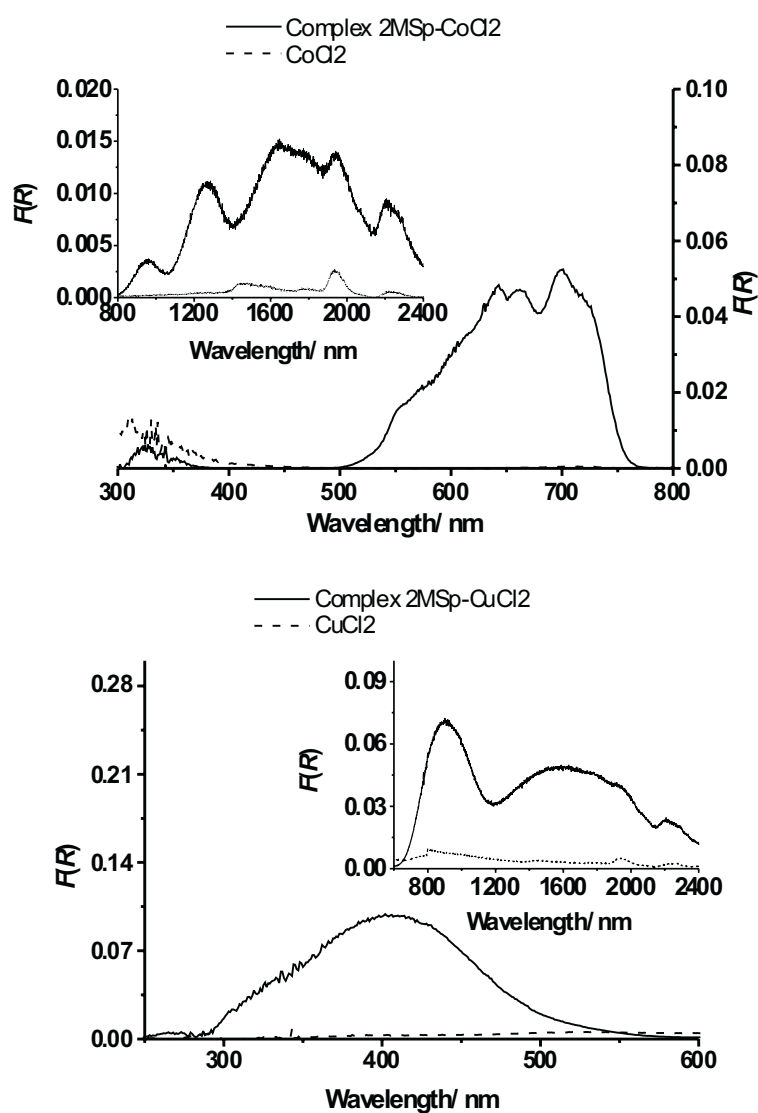 Complex 2MSp-CoCl2
CoCl2
0.020
0.015
0.010
0.005
0.000
F(R)
800 1200 1600 2000 2400
Wavelength/ nm
0.10
0.08
0.06
0.04
0.02
0.00
F(R)
300 400 500 600 700 800
Wavelength/ nm
Complex 2MSp-CuCl2
CuCl2
0.28
0.21
0.14
0.07
0.00
F(R)
0.09
0.06
0.03
0.00
F(R)
800 1200 1600 2000 2400
Wavelength/ nm
300 400 500 600
Wavelength/ nm